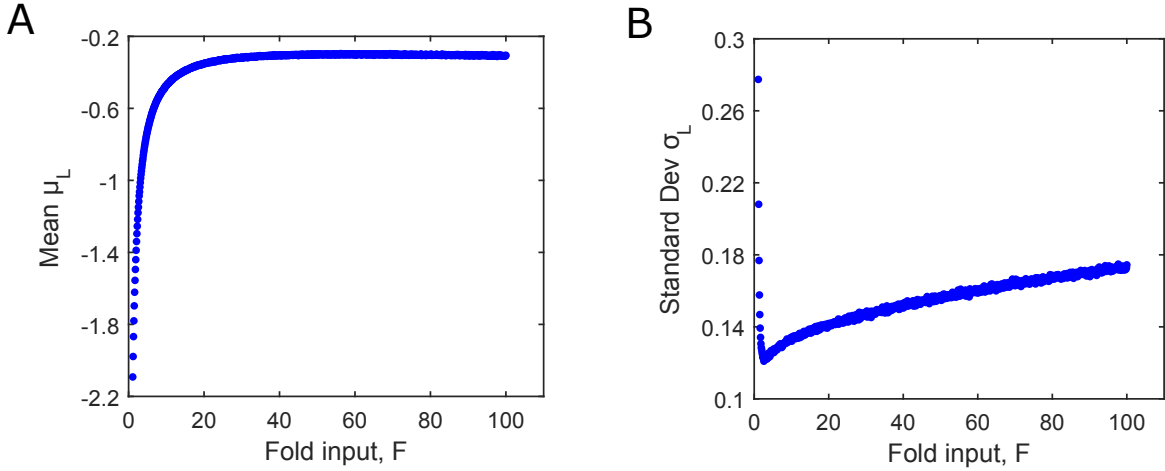 A
-0.2
-0.6
-1
-1.4
-1.8
-2.2
Mean μ_L
0 20 40 60 80 100
Fold input, F
B
0.3
0.26
0.22
0.18
0.14
0.1
Standard Dev σ_L
0 20 40 60 80 100
Fold input, F